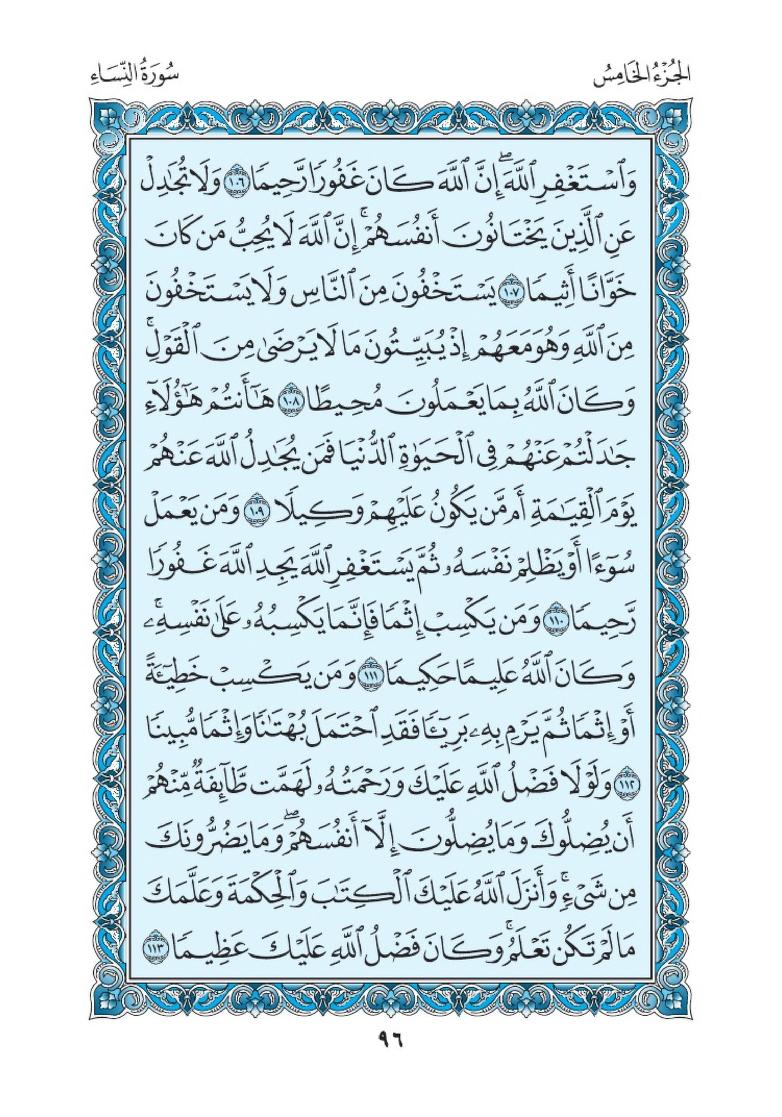 الجُزْءُ الخَامِسُ
سُورَةُ النِّسَاءِ
وَٱسْتَغْفِرِ ٱللَّهَۖ إِنَّ ٱللَّهَ كَانَ غَفُورًا رَّحِيمًا ١٠٦ وَلَا تُجَٰدِلْ
عَنِ ٱلَّذِينَ يَخْتَانُونَ أَنفُسَهُمْۚ إِنَّ ٱللَّهَ لَا يُحِبُّ مَن كَانَ
خَوَّانًا أَثِيمًا ١٠٧ يَسْتَخْفُونَ مِنَ ٱلنَّاسِ وَلَا يَسْتَخْفُونَ
مِنَ ٱللَّهِ وَهُوَ مَعَهُمْ إِذْ يُبَيِّتُونَ مَا لَا يَرْضَىٰ مِنَ ٱلْقَوْلِۚ
وَكَانَ ٱللَّهُ بِمَا يَعْمَلُونَ مُحِيطًا ١٠٨ هَٰٓأَنتُمْ هَٰٓؤُلَآءِ
جَٰدَلْتُمْ عَنْهُمْ فِي ٱلْحَيَوٰةِ ٱلدُّنْيَا فَمَن يُجَٰدِلُ ٱللَّهَ عَنْهُمْ
يَوْمَ ٱلْقِيَٰمَةِ أَم مَّن يَكُونُ عَلَيْهِمْ وَكِيلًا ١٠٩ وَمَن يَعْمَلْ
سُوٓءًا أَوْ يَظْلِمْ نَفْسَهُۥ ثُمَّ يَسْتَغْفِرِ ٱللَّهَ يَجِدِ ٱللَّهَ غَفُورًا
رَّحِيمًا ١١٠ وَمَن يَكْسِبْ إِثْمًا فَإِنَّمَا يَكْسِبُهُۥ عَلَىٰ نَفْسِهِۦۚ
وَكَانَ ٱللَّهُ عَلِيمًا حَكِيمًا ١١١ وَمَن يَكْسِبْ خَطِيٓـَٔةً
أَوْ إِثْمًا ثُمَّ يَرْمِ بِهِۦ بَرِيٓـًٔا فَقَدِ ٱحْتَمَلَ بُهْتَٰنًا وَإِثْمًا مُّبِينًا
١١٢ وَلَوْلَا فَضْلُ ٱللَّهِ عَلَيْكَ وَرَحْمَتُهُۥ لَهَمَّت طَّآئِفَةٌ مِّنْهُمْ
أَن يُضِلُّوكَ وَمَا يُضِلُّونَ إِلَّآ أَنفُسَهُمْۖ وَمَا يَضُرُّونَكَ
مِن شَيْءٍۚ وَأَنزَلَ ٱللَّهُ عَلَيْكَ ٱلْكِتَٰبَ وَٱلْحِكْمَةَ وَعَلَّمَكَ
مَا لَمْ تَكُن تَعْلَمُۚ وَكَانَ فَضْلُ ٱللَّهِ عَلَيْكَ عَظِيمًا ١١٣
٩٦